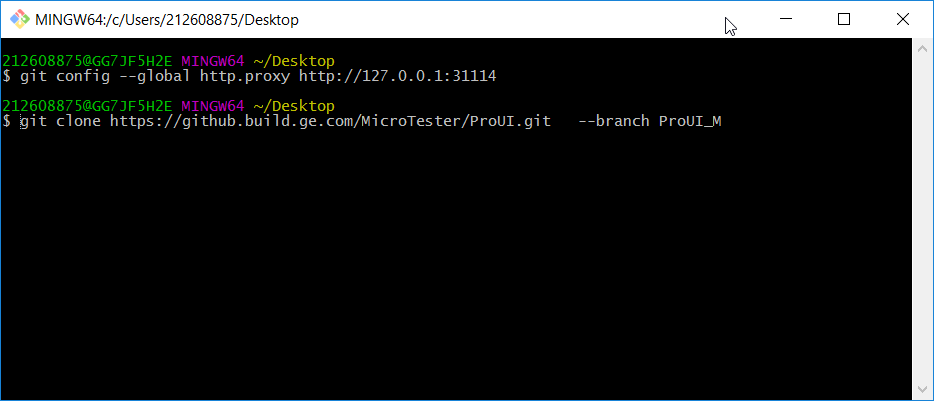 MINGW64:/c/Users/212608875/Desktop
212608875@GG7JF5H2E MINGW64 ~/Desktop
$ git config --global http.proxy http://127.0.0.1:31114
212608875@GG7JF5H2E MINGW64 ~/Desktop
$ git clone https://github.build.ge.com/MicroTester/ProUI.git   --branch ProUI_M